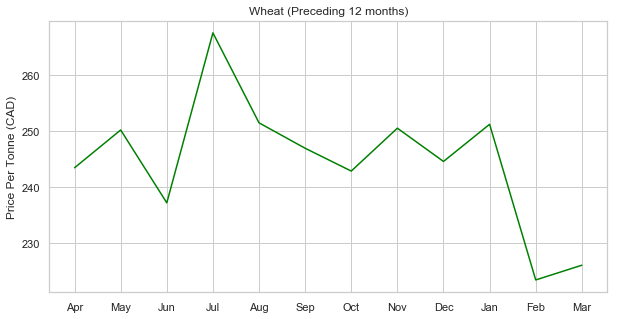 Wheat (Preceding 12 months)
Price Per Tonne (CAD)
260
250
240
230
Apr May Jun Jul Aug Sep Oct Nov Dec Jan Feb Mar